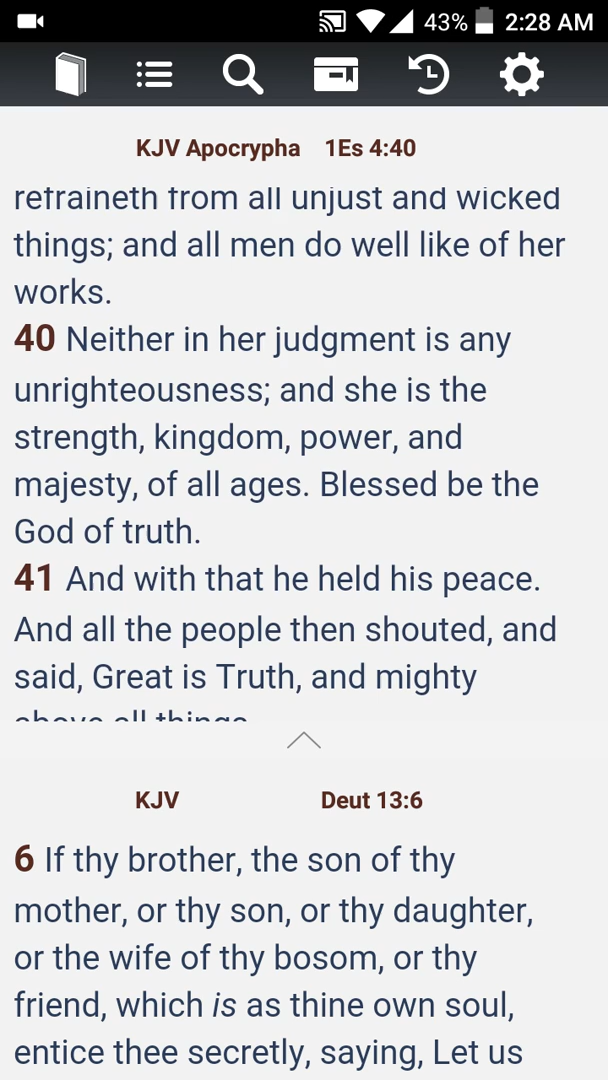 43% 2:28 AM
KJV Apocrypha 1Es 4:40
refraineth from all unjust and wicked
things; and all men do well like of her
works.
40 Neither in her judgment is any
unrighteousness; and she is the
strength, kingdom, power, and
majesty, of all ages. Blessed be the
God of truth.
41 And with that he held his peace.
And all the people then shouted, and
said, Great is Truth, and mighty
above all things.
KJV Deut 13:6
6 If thy brother, the son of thy
mother, or thy son, or thy daughter,
or the wife of thy bosom, or thy
friend, which is as thine own soul,
entice thee secretly, saying, Let us